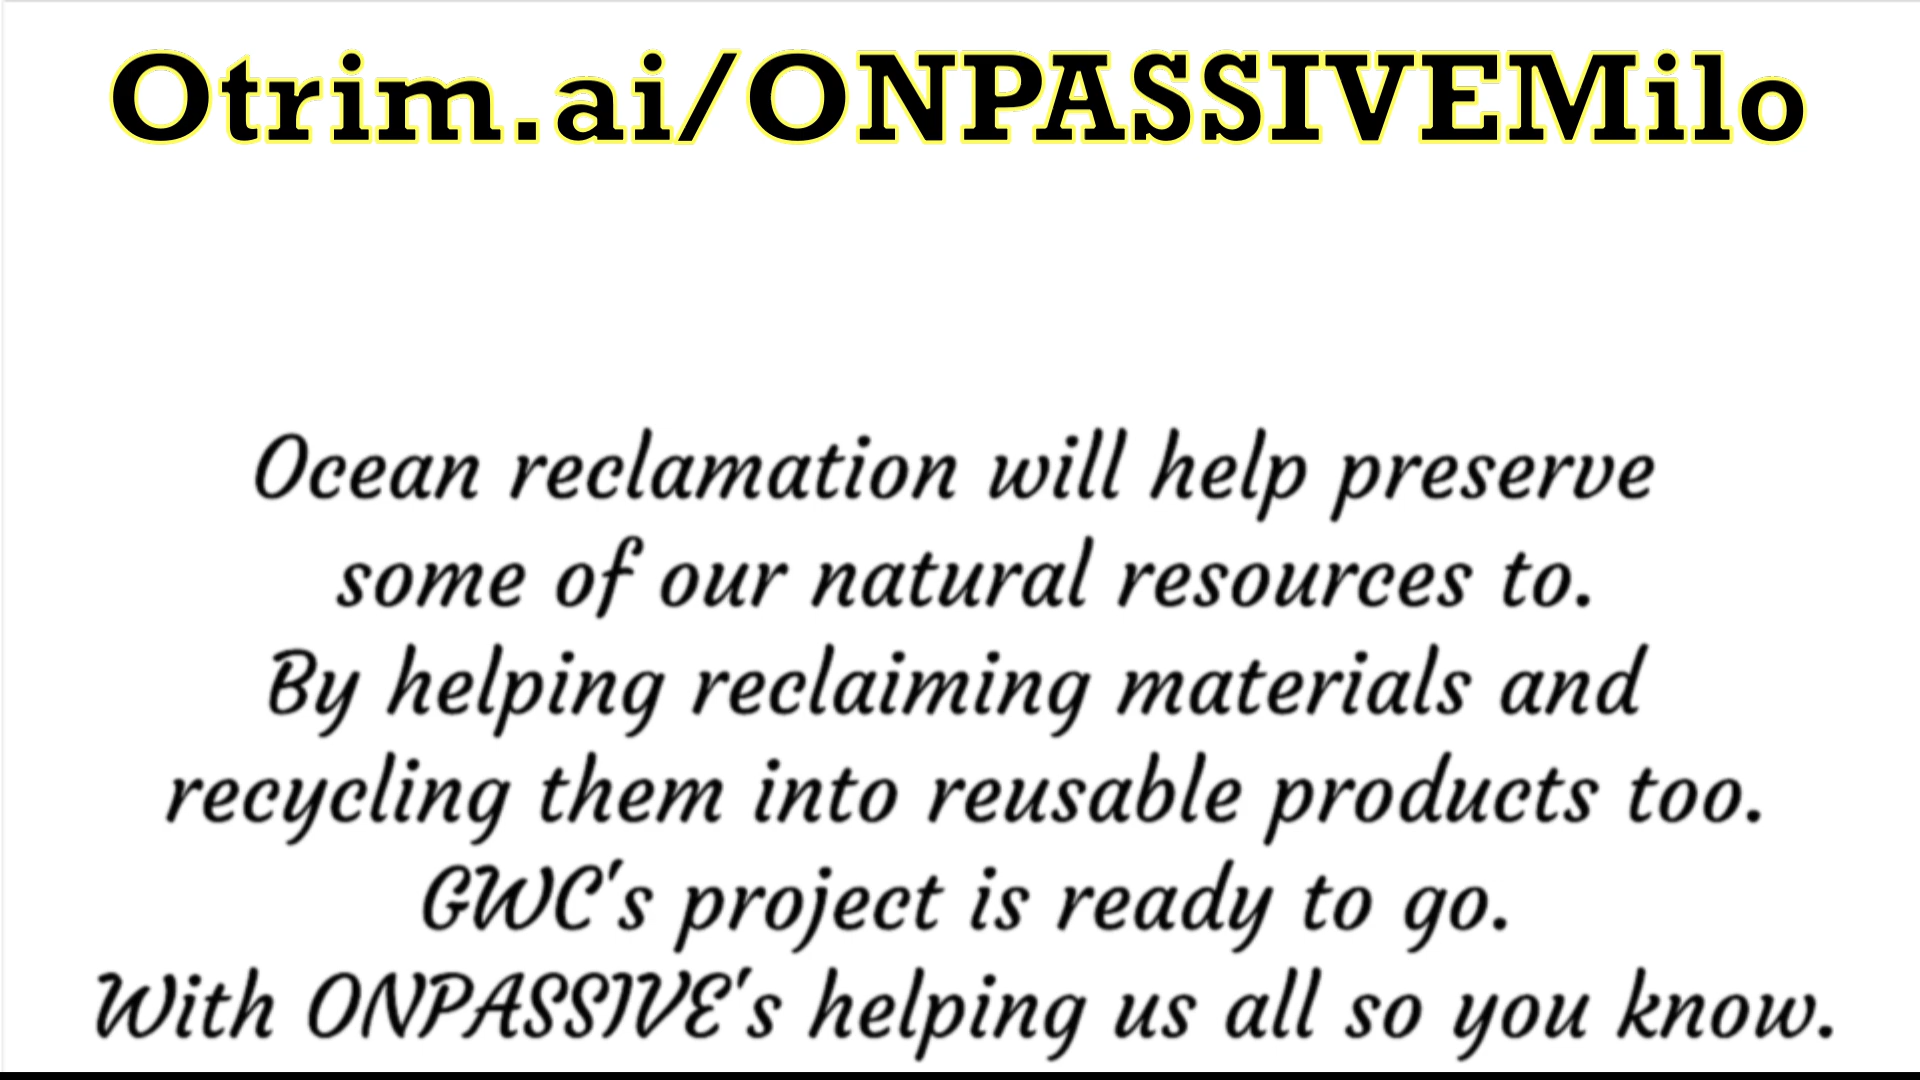 Otrim.ai/ONPASSIVEMilo
Ocean reclamation will help preserve
some of our natural resources to.
By helping reclaiming materials and
recycling them into reusable products too.
GWC's project is ready to go.
With ONPASSIVE's helping us all so you know.